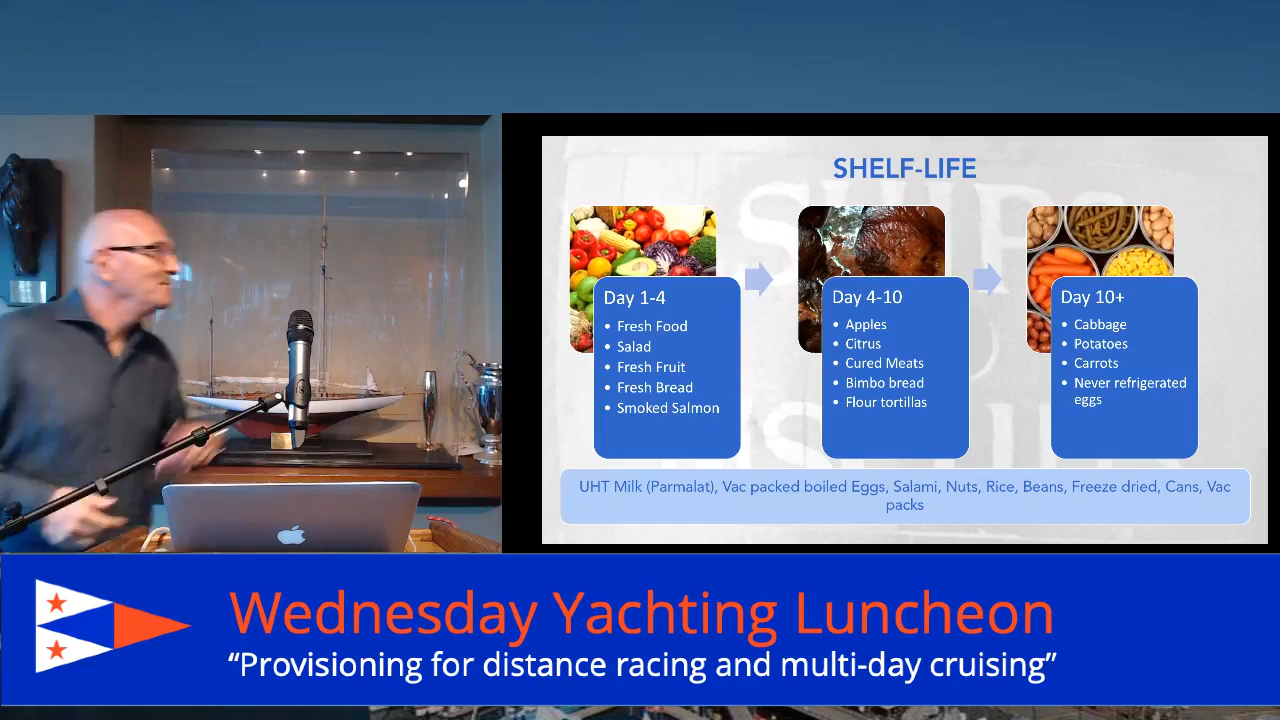 SHELF-LIFE
Day 1-4
• Fresh Food
• Salad
• Fresh Fruit
• Fresh Bread
• Smoked Salmon
Day 4-10
• Apples
• Citrus
• Cured Meats
• Bimbo bread
• Flour tortillas
Day 10+
• Cabbage
• Potatoes
• Carrots
• Never refrigerated
eggs
UHT Milk (Parmalat), Vac packed boiled Eggs, Salami, Nuts, Rice, Beans, Freeze dried, Cans, Vac
packs
Wednesday Yachting Luncheon
“Provisioning for distance racing and multi-day cruising”